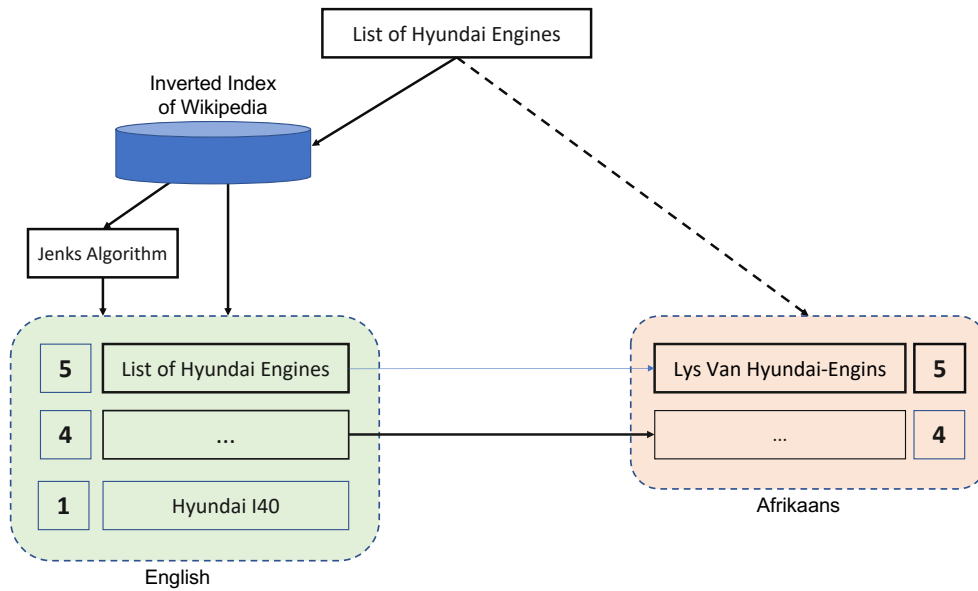 List of Hyundai Engines
Inverted Index
of Wikipedia
Jenks Algorithm
5
List of Hyundai Engines
Lys Van Hyundai-Engins
5
4
...
...
4
1
Hyundai I40
Afrikaans
English